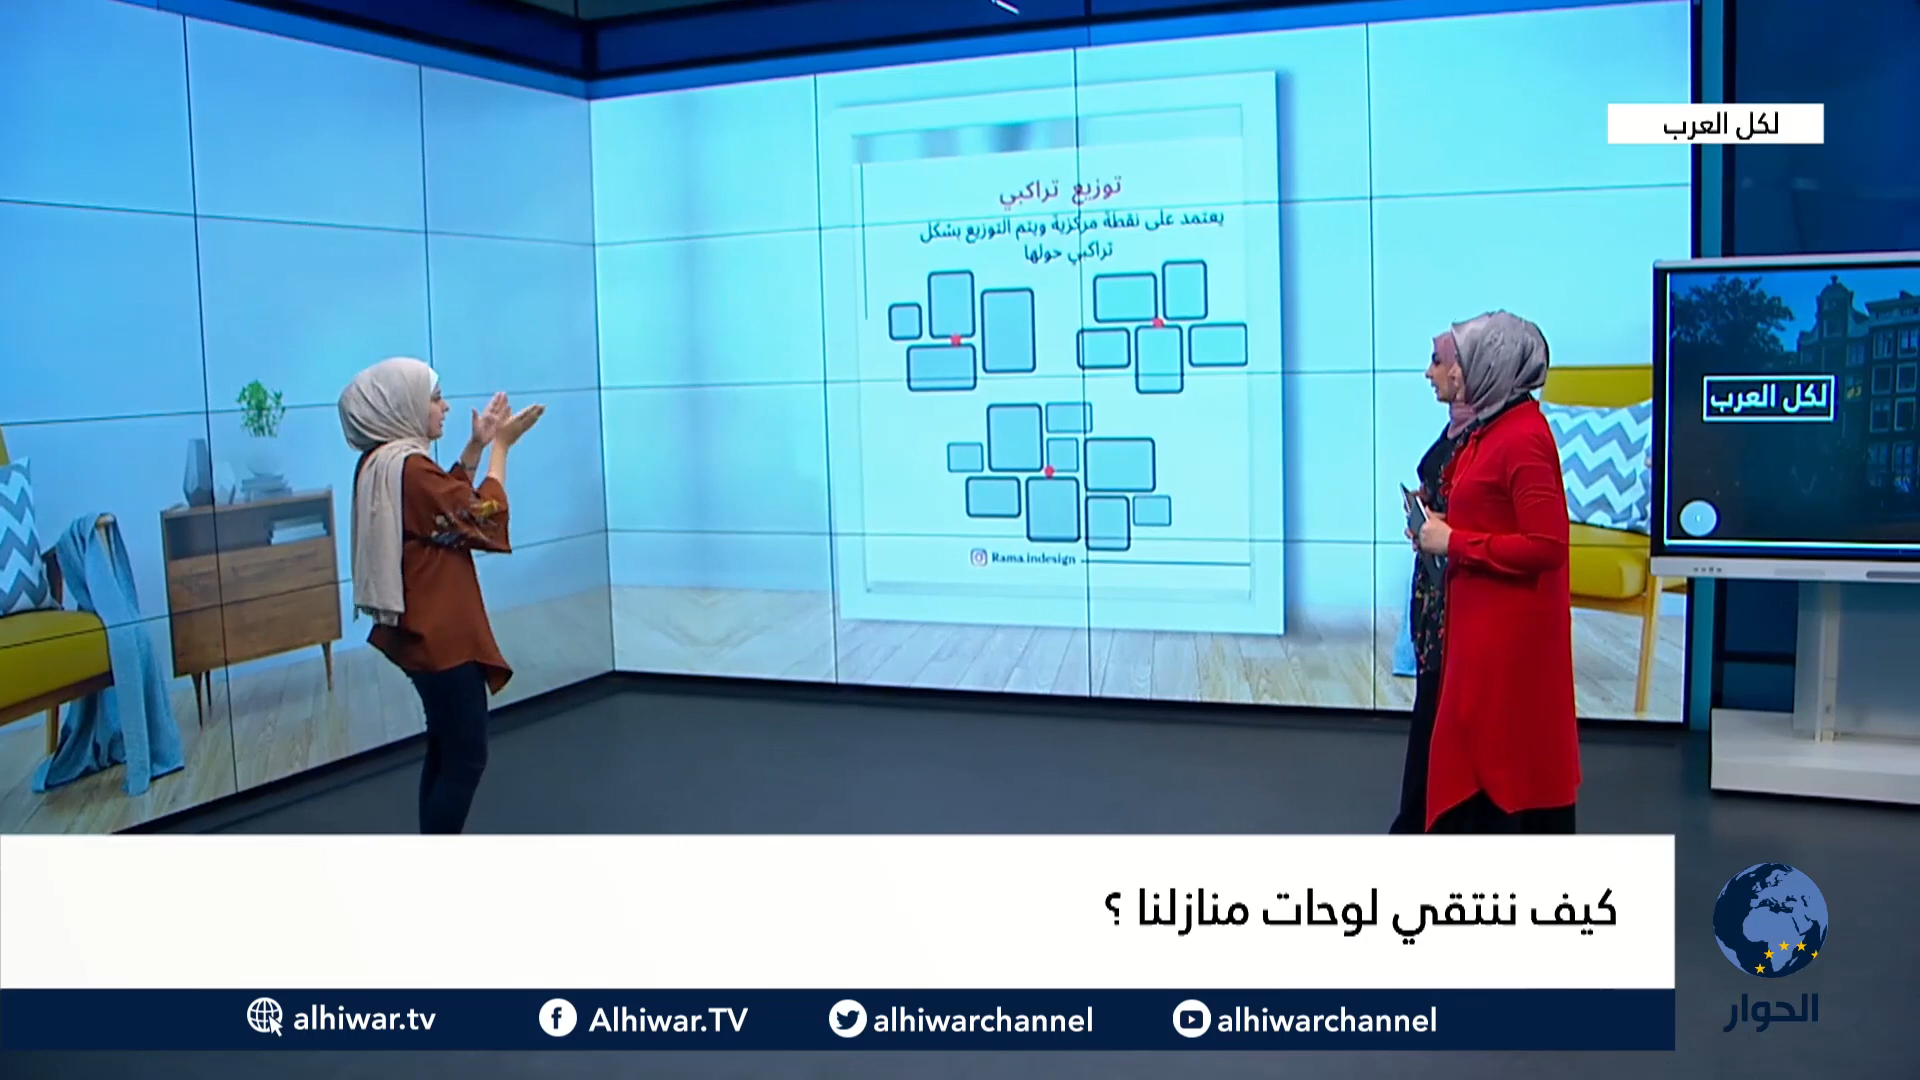 لكل العرب
توزيع تراكبي
يعتمد على نقطة مركزية ويتم التوزيع بشكل
تراكبي حولها
Rama.indesign
لكل العرب
كيف ننتقي لوحات منازلنا ؟
alhiwar.tv
Alhiwar.TV
alhiwarchannel
alhiwarchannel
الحوار